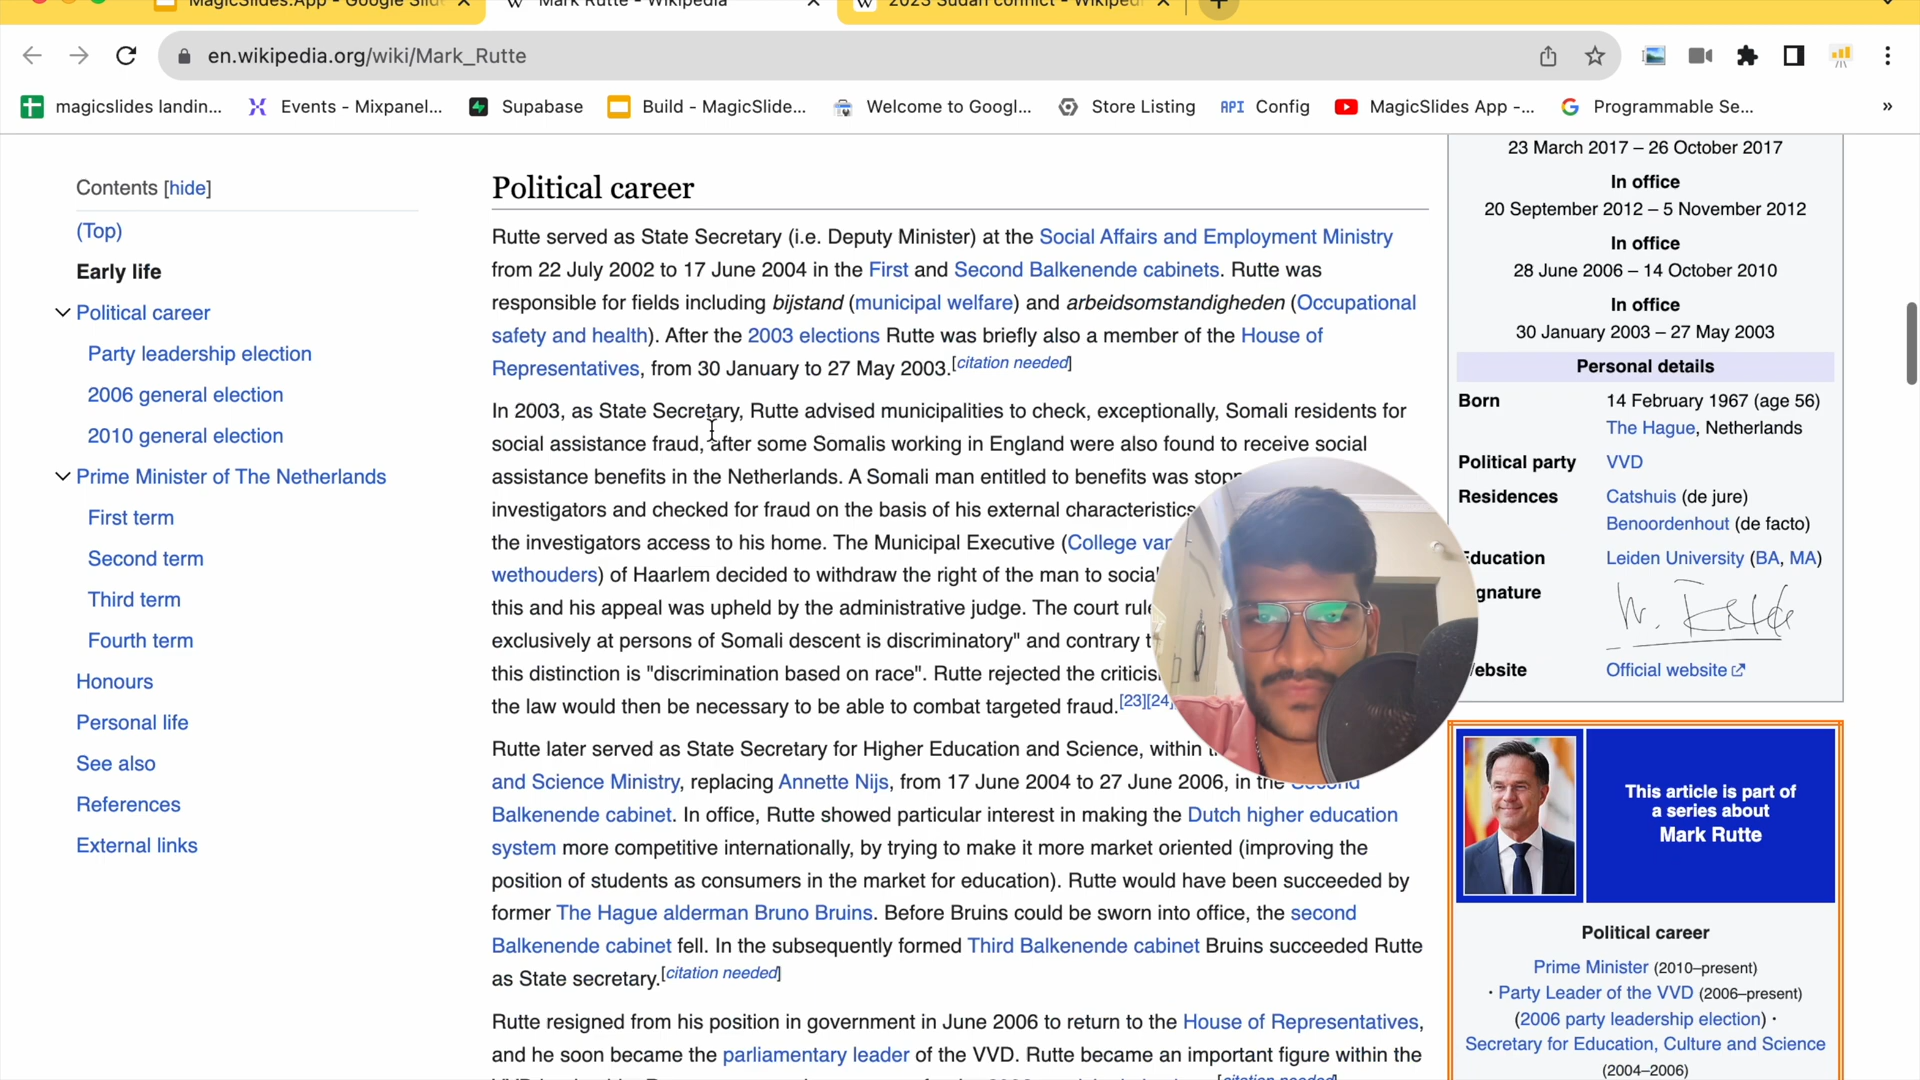 MagicSlides.App - Google Slid
Mark Rutte - Wikipedia
2023 Sudan conflict - Wikiped
en.wikipedia.org/wiki/Mark_Rutte
magicslides landin...
Events - Mixpanel...
Supabase
Build - MagicSlide...
Welcome to Googl...
Store Listing
API Config
MagicSlides App -...
Programmable Se...
»
Contents [hide]
(Top)
Early life
Political career
Party leadership election
2006 general election
2010 general election
Prime Minister of The Netherlands
First term
Second term
Third term
Fourth term
Honours
Personal life
See also
References
External links
Political career
Rutte served as State Secretary (i.e. Deputy Minister) at the Social Affairs and Employment Ministry
from 22 July 2002 to 17 June 2004 in the First and Second Balkenende cabinets. Rutte was
responsible for fields including bijstand (municipal welfare) and arbeidsomstandigheden (Occupational
safety and health). After the 2003 elections Rutte was briefly also a member of the House of
Representatives, from 30 January to 27 May 2003.[citation needed]
In 2003, as State Secretary, Rutte advised municipalities to check, exceptionally, Somali residents for
social assistance fraud, after some Somalis working in England were also found to receive social
assistance benefits in the Netherlands. A Somali man entitled to benefits was stopp
investigators and checked for fraud on the basis of his external characteristics
the investigators access to his home. The Municipal Executive (College van
wethouders) of Haarlem decided to withdraw the right of the man to social
this and his appeal was upheld by the administrative judge. The court rule
exclusively at persons of Somali descent is discriminatory" and contrary t
this distinction is "discrimination based on race". Rutte rejected the criticis
the law would then be necessary to be able to combat targeted fraud.[23][24]
Rutte later served as State Secretary for Higher Education and Science, within t
and Science Ministry, replacing Annette Nijs, from 17 June 2004 to 27 June 2006, in the Second
Balkenende cabinet. In office, Rutte showed particular interest in making the Dutch higher education
system more competitive internationally, by trying to make it more market oriented (improving the
position of students as consumers in the market for education). Rutte would have been succeeded by
former The Hague alderman Bruno Bruins. Before Bruins could be sworn into office, the second
Balkenende cabinet fell. In the subsequently formed Third Balkenende cabinet Bruins succeeded Rutte
as State secretary.[citation needed]
Rutte resigned from his position in government in June 2006 to return to the House of Representatives,
and he soon became the parliamentary leader of the VVD. Rutte became an important figure within the
23 March 2017 – 26 October 2017
In office
20 September 2012 – 5 November 2012
In office
28 June 2006 – 14 October 2010
In office
30 January 2003 – 27 May 2003
Personal details
Born 14 February 1967 (age 56)
The Hague, Netherlands
Political party VVD
Residences Catshuis (de jure)
Benoordenhout (de facto)
Education Leiden University (BA, MA)
gnature
ebsite Official website
This article is part of
a series about
Mark Rutte
Political career
Prime Minister (2010–present)
· Party Leader of the VVD (2006–present)
(2006 party leadership election) ·
Secretary for Education, Culture and Science
(2004–2006)